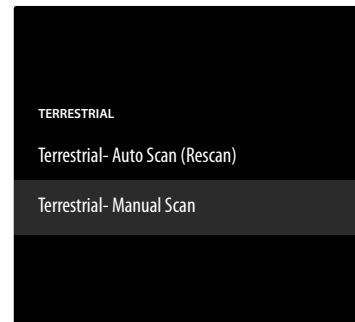 TERRESTRIAL
Terrestrial- Auto Scan (Rescan)
Terrestrial- Manual Scan